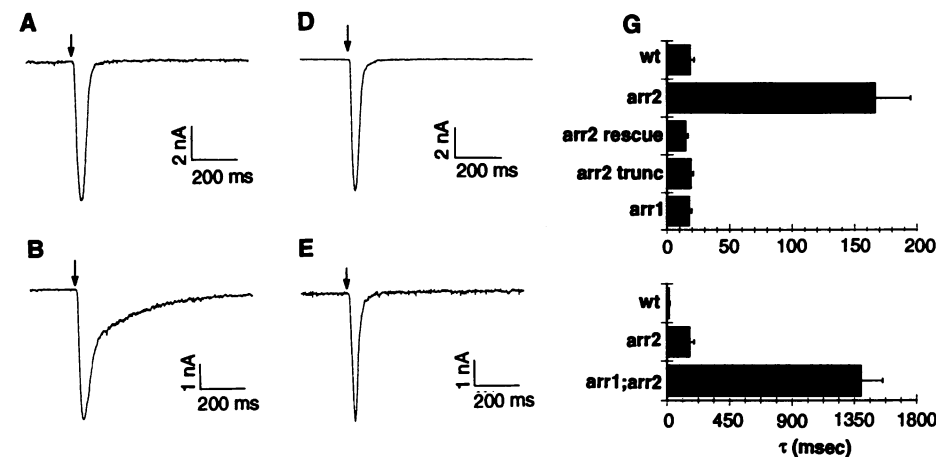 A
2 nA
200 ms
D
2 nA
200 ms
G
wt
arr2
arr2 rescue
arr2 trunc
arr1
0 50 100 150 200
B
1 nA
200 ms
E
1 nA
200 ms
wt
arr2
arr1;arr2
0 450 900 1350 1800
τ (msec)